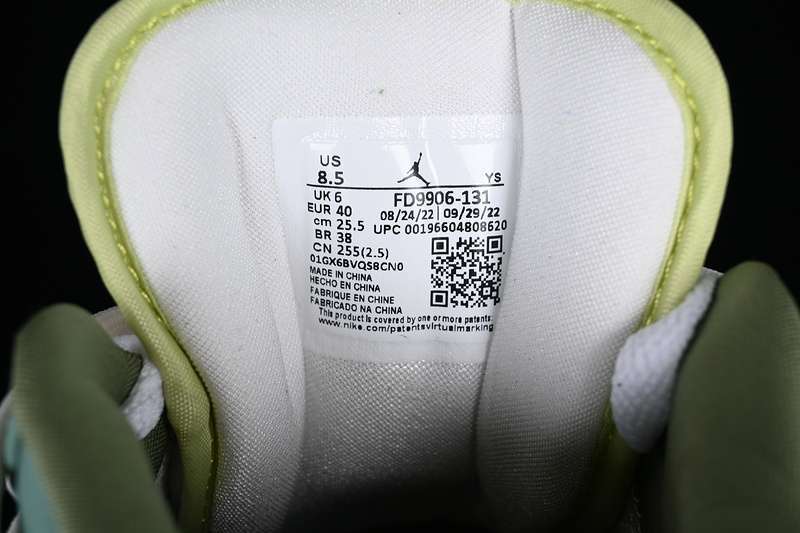 US
8.5 YS
UK 6 FD9906-131
EUR 40 08/24/22 | 09/29/22
cm 25.5 UPC 00196604808620
BR 38
CN 255(2.5)
01GX6BVQS8CN0
MADE IN CHINA
HECHO EN CHINA
FABRIQUE EN CHINE
FABRICADO NA CHINA
This product is covered by one or more patents:
www.nike.com/patentsvirtualmarking